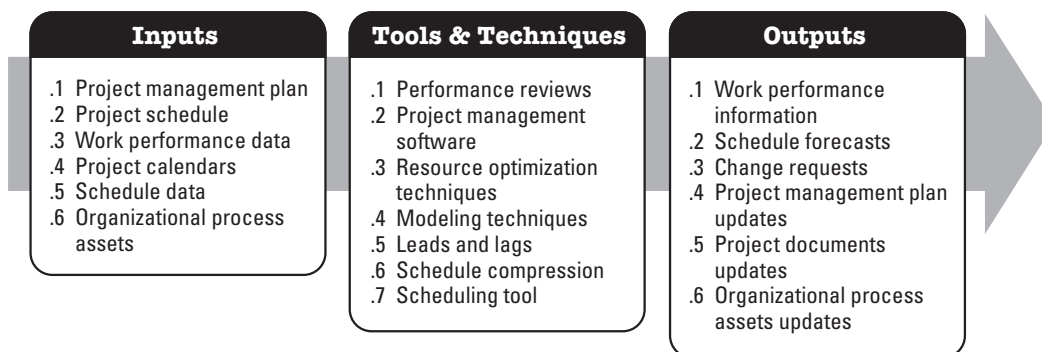 Inputs
.1 Project management plan
.2 Project schedule
.3 Work performance data
.4 Project calendars
.5 Schedule data
.6 Organizational process
assets
Tools & Techniques
.1 Performance reviews
.2 Project management
software
.3 Resource optimization
techniques
.4 Modeling techniques
.5 Leads and lags
.6 Schedule compression
.7 Scheduling tool
Outputs
.1 Work performance
information
.2 Schedule forecasts
.3 Change requests
.4 Project management plan
updates
.5 Project documents
updates
.6 Organizational process
assets updates